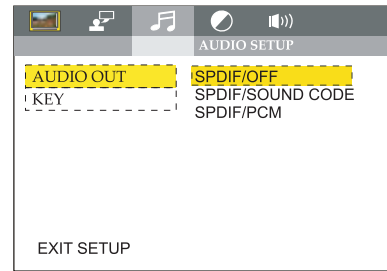 AUDIO SETUP
AUDIO OUT
KEY
SPDIF/OFF
SPDIF/SOUND CODE
SPDIF/PCM
EXIT SETUP